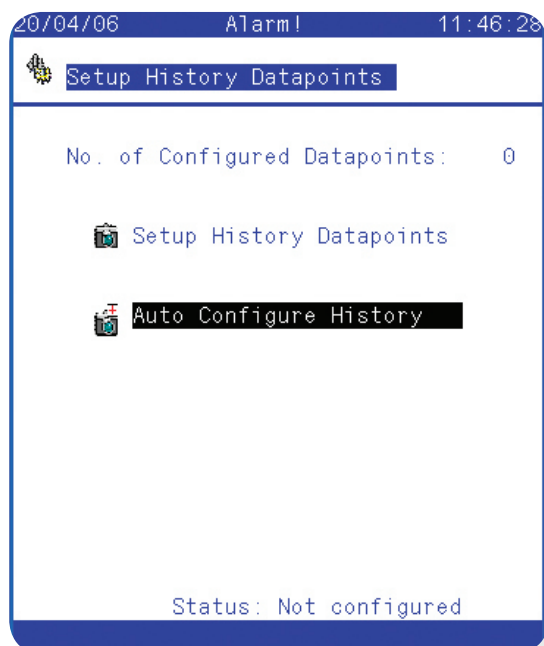 20/04/06 Alarm! 11:46:28
Setup History Datapoints
No. of Configured Datapoints: 0
Setup History Datapoints
Auto Configure History
Status: Not configured